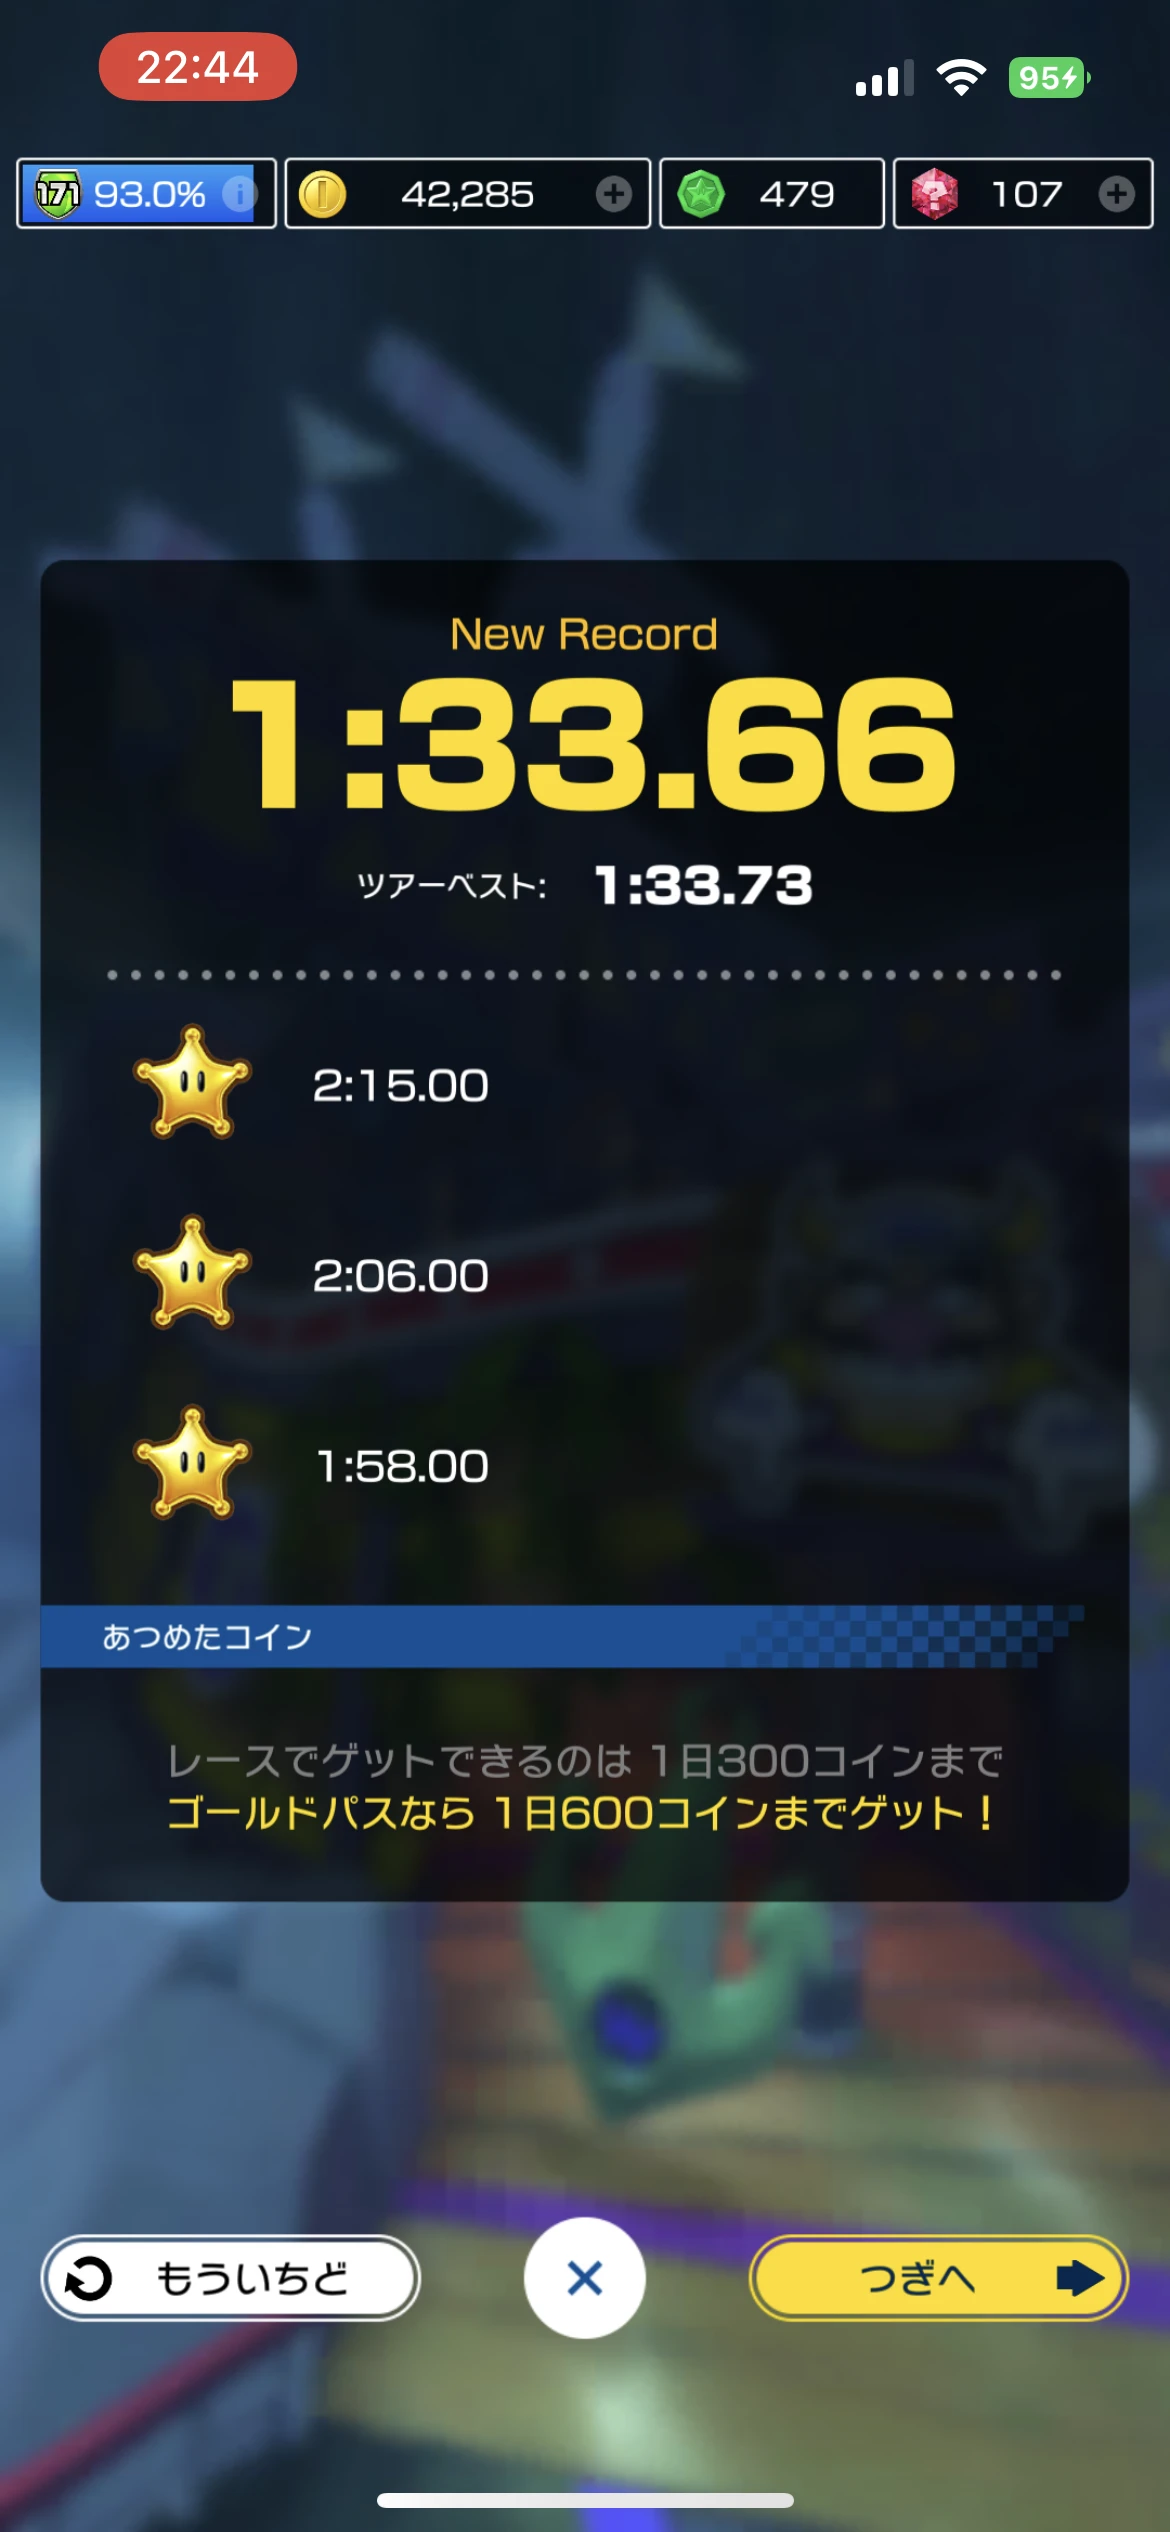 22:44
95
171 93.0% i 42,285 + 479 107 +
New Record
1:33.66
ツアーベスト: 1:33.73
2:15.00
2:06.00
1:58.00
あつめたコイン
レースでゲットできるのは 1日300コインまで
ゴールドパスなら 1日600コインまでゲット！
もういちど × つぎへ